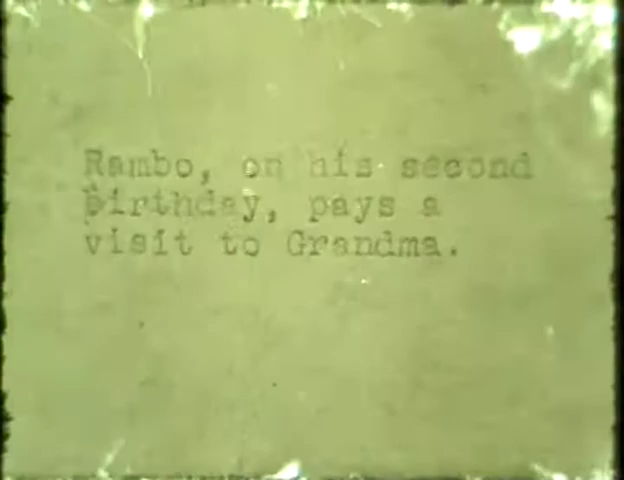 Rambo, on his second
birthday, pays a
visit to Grandma.